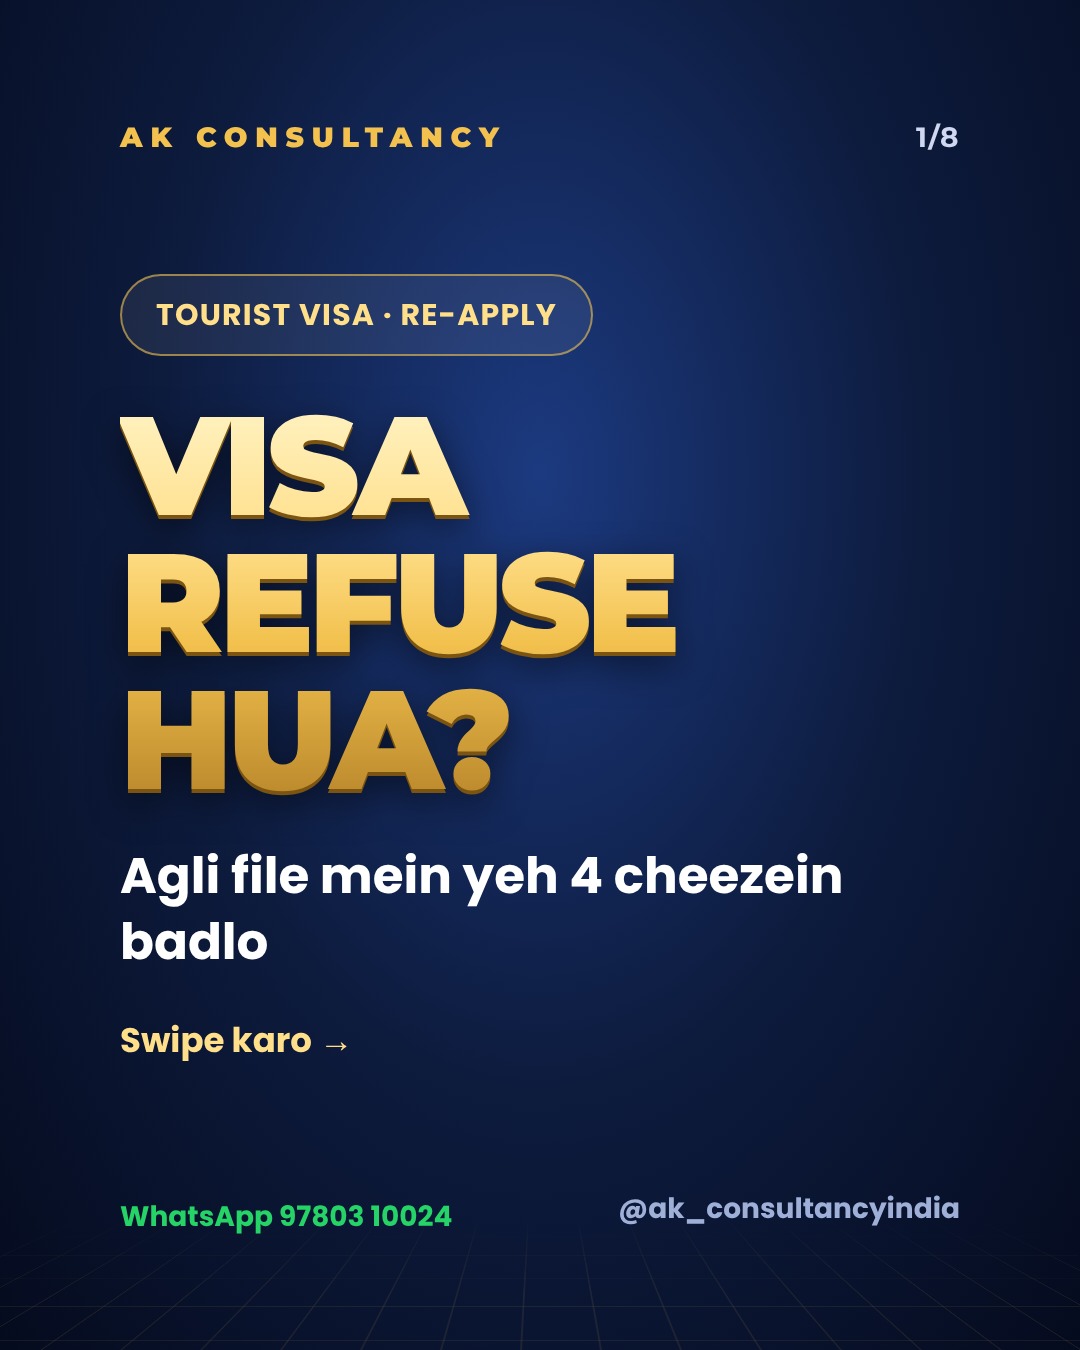 AK CONSULTANCY
1/8
TOURIST VISA · RE-APPLY
VISA
REFUSE
HUA?
Agli file mein yeh 4 cheezein
badlo
Swipe karo →
WhatsApp 97803 10024
@ak_consultancyindia